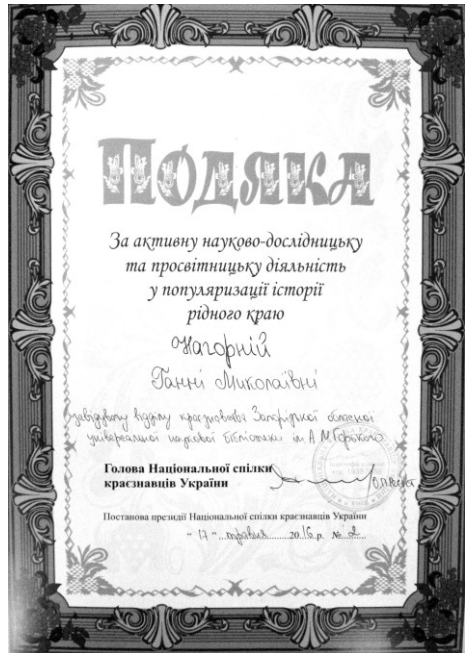 ПОДЯКА
За активну науково-дослідницьку
та просвітницьку діяльність
у популяризації історії
рідного краю
Нагорній
Ганні Миколаївні
завідувачу відділу краєзнавства Запорізької обласної
універсальної наукової бібліотеки ім. А.М.Горького
Голова Національної спілки
краєзнавців України
Постанова президії Національної спілки краєзнавців України
" 17 " травня 2016 р. № 2